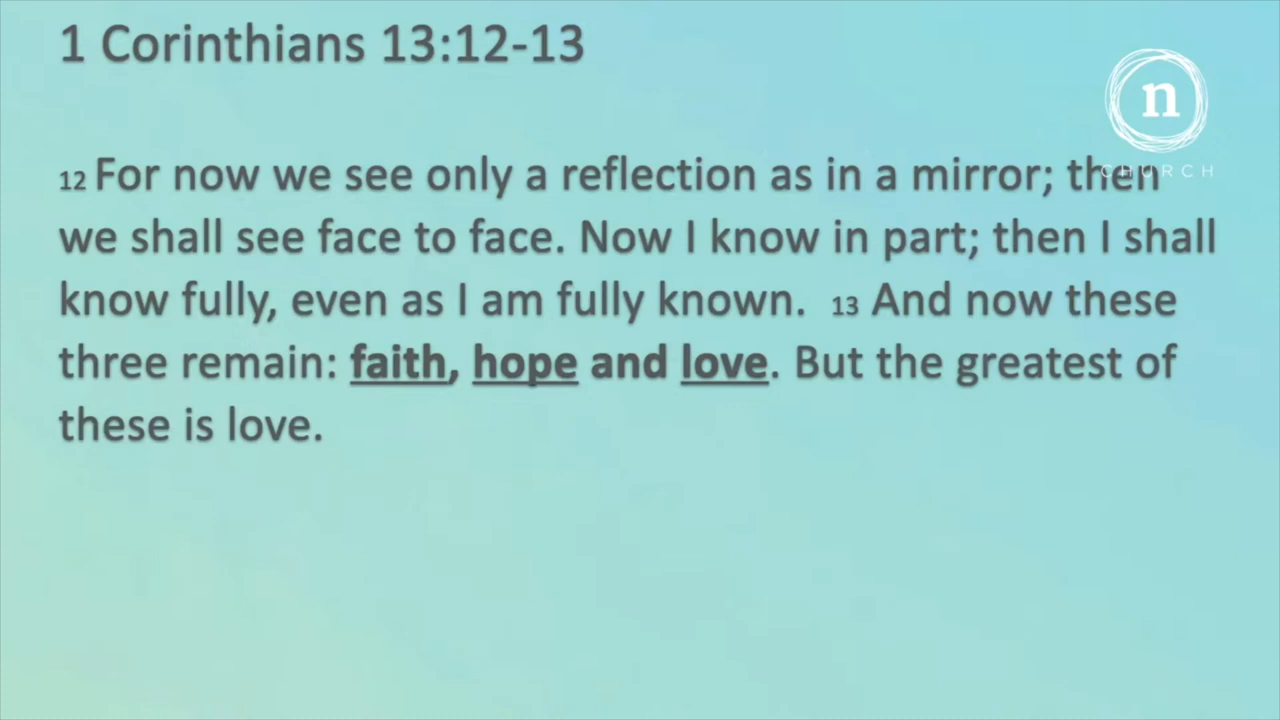 1 Corinthians 13:12-13
n
CHURCH
12 For now we see only a reflection as in a mirror; then
we shall see face to face. Now I know in part; then I shall
know fully, even as I am fully known. 13 And now these
three remain: faith, hope and love. But the greatest of
these is love.